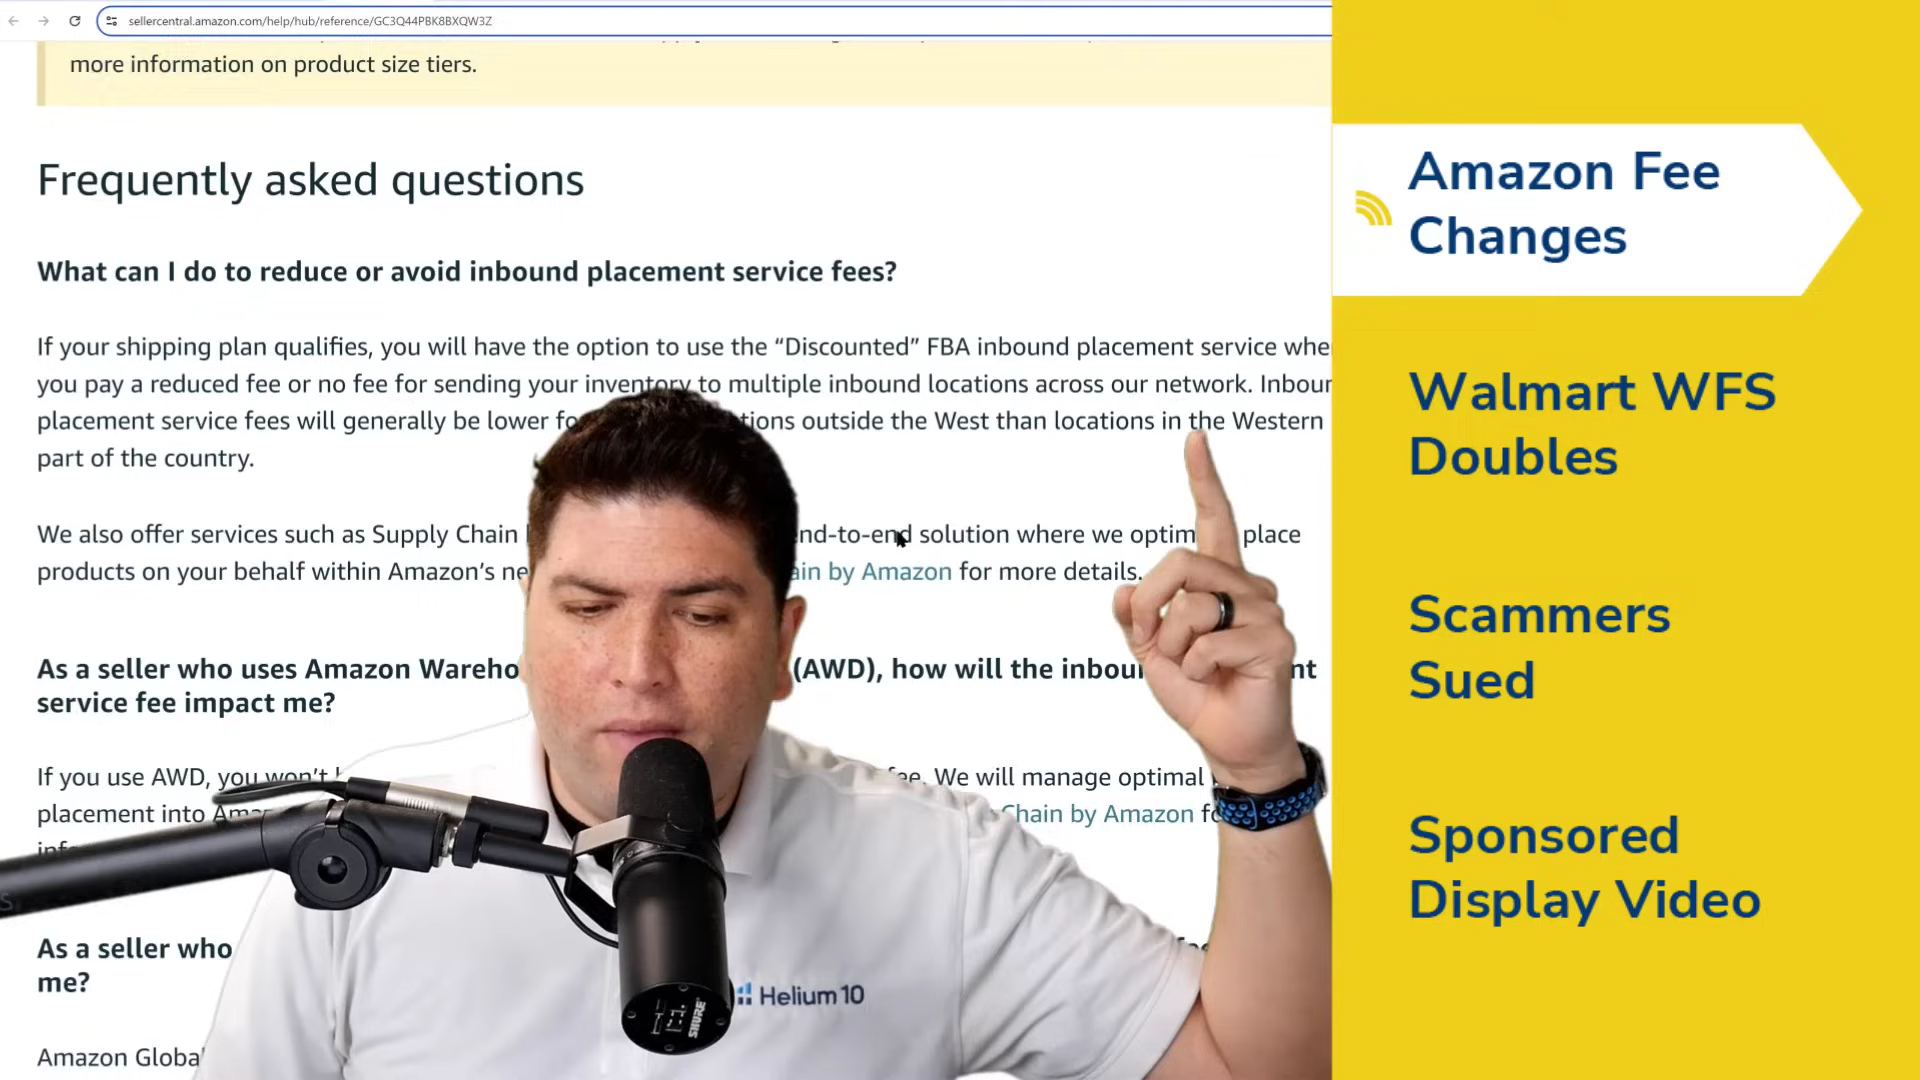 sellercentral.amazon.com/help/hub/reference/GC3Q44PBK8BXQW3Z
more information on product size tiers.
Frequently asked questions
What can I do to reduce or avoid inbound placement service fees?
If your shipping plan qualifies, you will have the option to use the “Discounted” FBA inbound placement service wher
you pay a reduced fee or no fee for sending your inventory to multiple inbound locations across our network. Inboun
placement service fees will generally be lower fo tions outside the West than locations in the Western
part of the country.
We also offer services such as Supply Chain end-to-end solution where we optim place
products on your behalf within Amazon’s ne ain by Amazon for more details.
As a seller who uses Amazon Wareho (AWD), how will the inbou nt
service fee impact me?
If you use AWD, you won’t fee. We will manage optimal
placement into Ama Chain by Amazon fo
As a seller who
me?
Amazon Global
Helium 10
SHURE
Amazon Fee
Changes
Walmart WFS
Doubles
Scammers
Sued
Sponsored
Display Video